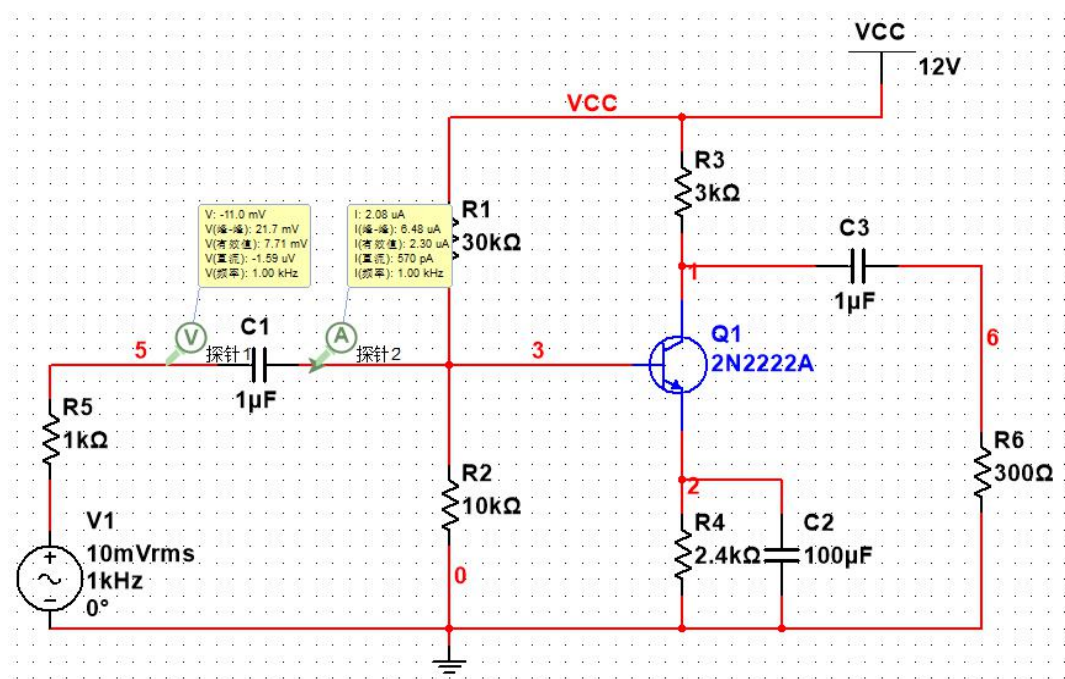 VCC
12V
VCC
R3
3kΩ
V: -11.0 mV
V(峰-峰): 21.7 mV
V(有效值): 7.71 mV
V(直流): -1.59 uV
V(频率): 1.00 kHz
I: 2.08 uA
I(峰-峰): 6.48 uA
I(有效值): 2.30 uA
I(直流): 570 pA
I(频率): 1.00 kHz
R1
30kΩ
C3
1µF
1
V
探针1
C1
1µF
A
探针2
5
3
Q1
2N2222A
6
R5
1kΩ
R2
10kΩ
R6
300Ω
2
V1
10mVrms
1kHz
0°
R4
2.4kΩ
C2
100µF
0